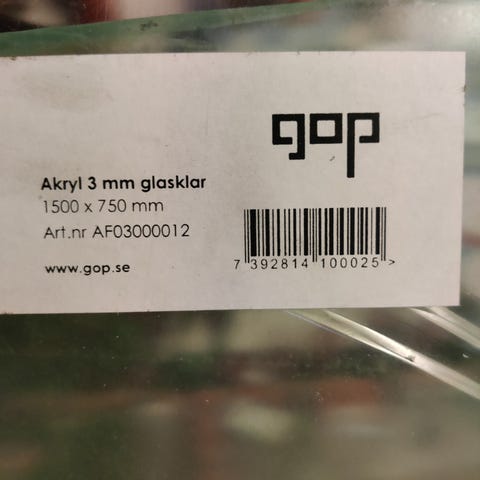 gop
Akryl 3 mm glasklar
1500 x 750 mm
Art.nr AF03000012
www.gop.se
7 392814 100025 >